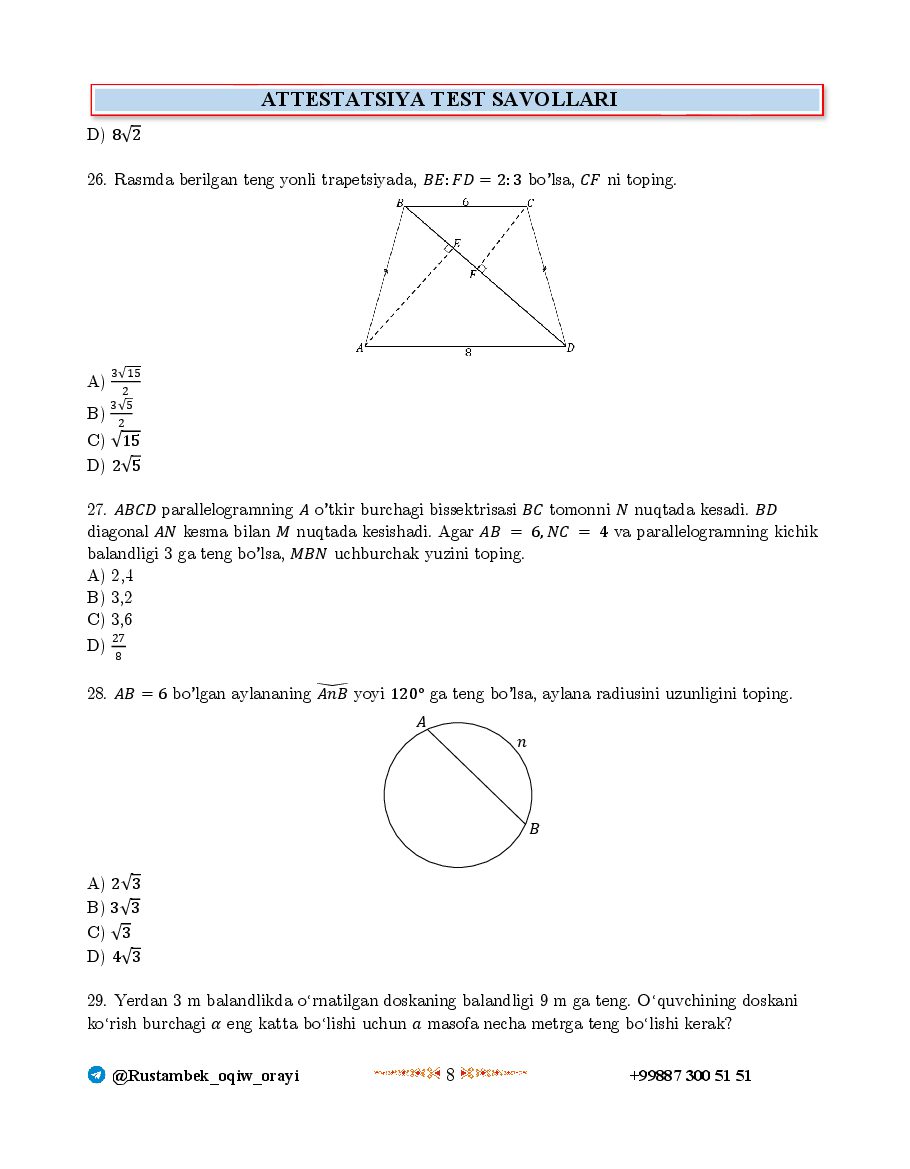 ATTESTATSIYA TEST SAVOLLARI
D) 8√2
26. Rasmda berilgan teng yonli trapetsiyada, BE: FD = 2: 3 bo’lsa, CF ni toping.
B 6 C
E
F
A 8 D
A) 3√15/2
B) 3√5/2
C) √15
D) 2√5
27. ABCD parallelogramning A o’tkir burchagi bissektrisasi BC tomonni N nuqtada kesadi. BD
diagonal AN kesma bilan M nuqtada kesishadi. Agar AB = 6, NC = 4 va parallelogramning kichik
balandligi 3 ga teng bo’lsa, MBN uchburchak yuzini toping.
A) 2,4
B) 3,2
C) 3,6
D) 27/8
28. AB = 6 bo’lgan aylananing AnB yoyi 120° ga teng bo’lsa, aylana radiusini uzunligini toping.
A
n
B
A) 2√3
B) 3√3
C) √3
D) 4√3
29. Yerdan 3 m balandlikda o‘rnatilgan doskaning balandligi 9 m ga teng. O‘quvchining doskani
ko‘rish burchagi α eng katta bo‘lishi uchun a masofa necha metrga teng bo‘lishi kerak?
@Rustambek_oqiw_orayi 8 +99887 300 51 51